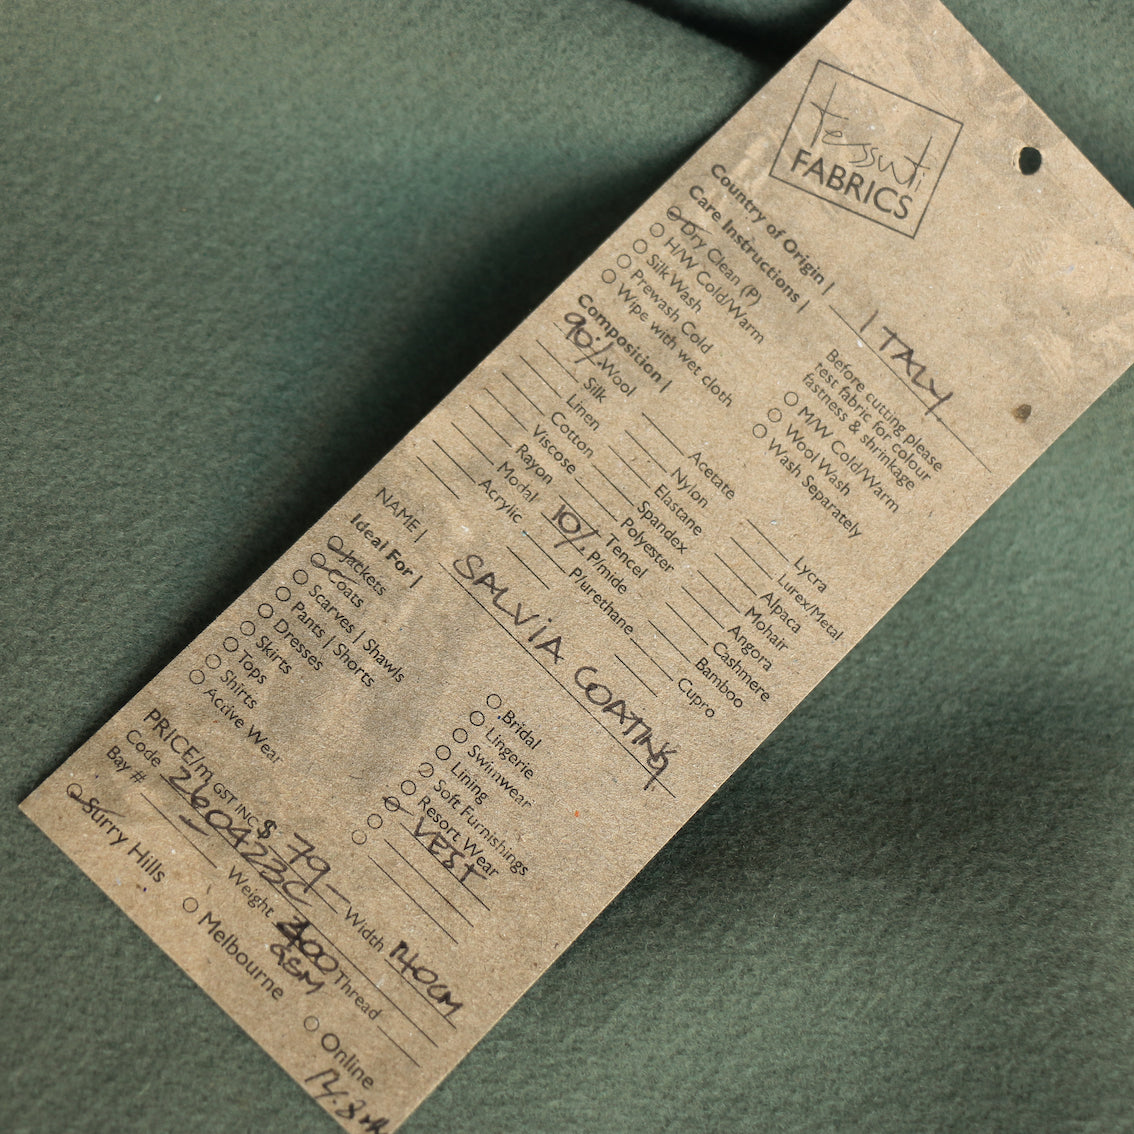 tessuti
FABRICS
Country of Origin | ITALY
Care Instructions |
Dry Clean (P)
H/W Cold/Warm
Silk Wash
Prewash Cold
Wipe with wet cloth
Before cutting please
test fabric for colour
fastness & shrinkage
M/W Cold/Warm
Wool Wash
Wash Separately
Composition |
90% Wool
Silk
Linen
Cotton
Viscose
Rayon
Modal
Acrylic
Acetate
Nylon
Elastane
Spandex
Polyester
Tencel
10% P/mide
P/urethane
Lycra
Lurex/Metal
Alpaca
Mohair
Angora
Cashmere
Bamboo
Cupro
NAME | SALVIA COATING
Ideal For |
Jackets
Coats
Scarves | Shawls
Pants | Shorts
Dresses
Skirts
Tops
Shirts
Active Wear
Bridal
Lingerie
Swimwear
Lining
Soft Furnishings
Resort Wear
VEST
PRICE/m GST INC $ 79- Width 140CM
Code 260423C Weight 400 GSM Thread
Bay #
Surry Hills
Melbourne
Online